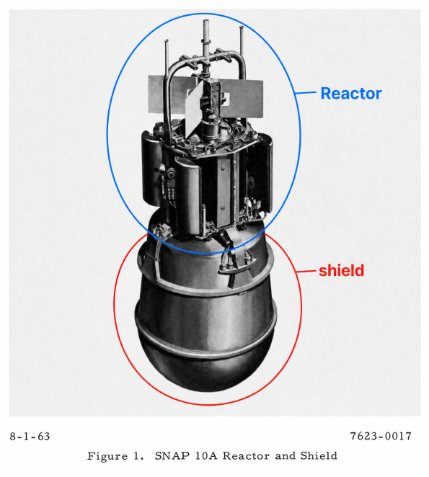 Reactor
shield
8-1-63 7623-0017
Figure 1. SNAP 10A Reactor and Shield